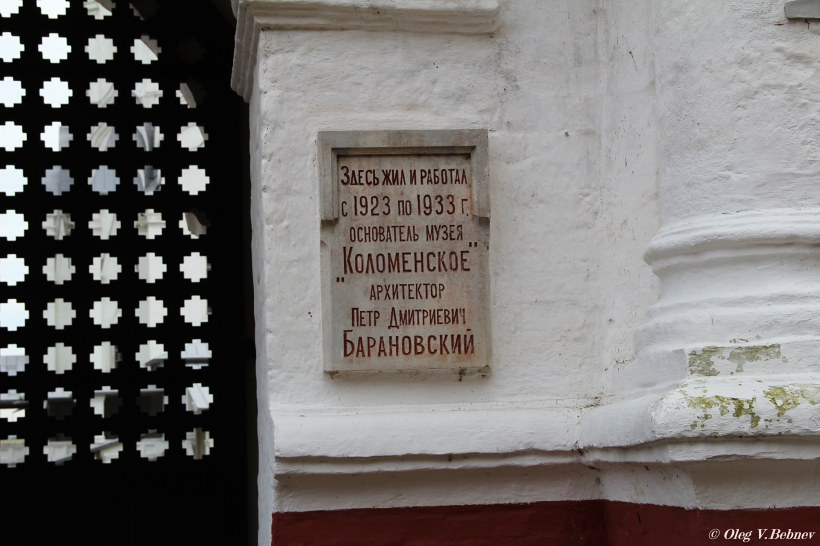 Здесь жил и работал
с 1923 по 1933 г.
основатель музея
"Коломенское"
архитектор
Петр Дмитриевич
Барановский
© Oleg V.Bebnev